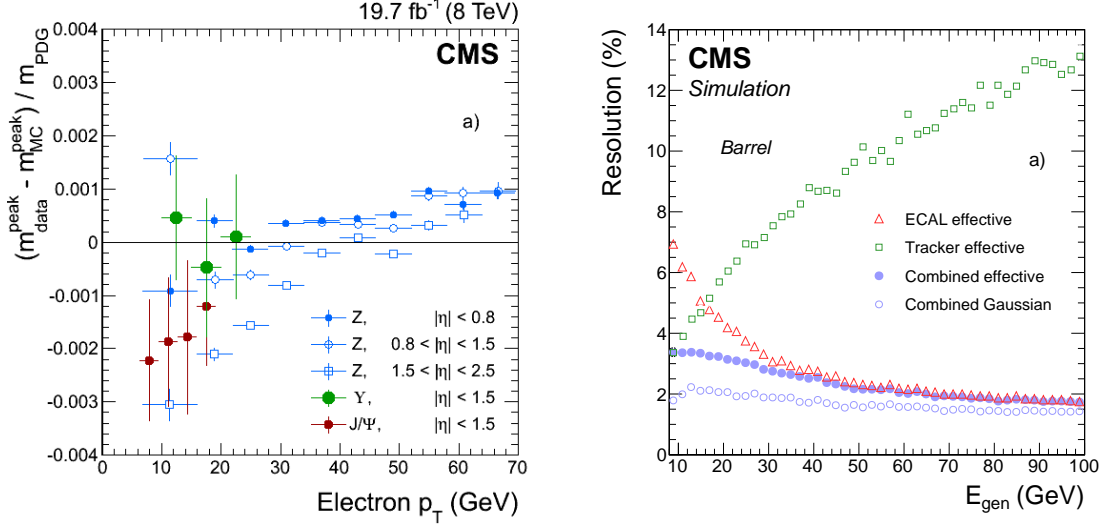 19.7 fb⁻¹ (8 TeV)
CMS
a)
(m^peak_data - m^peak_MC) / m_PDG
0.004
0.003
0.002
0.001
0
-0.001
-0.002
-0.003
-0.004
Z, |η| < 0.8
Z, 0.8 < |η| < 1.5
Z, 1.5 < |η| < 2.5
ϒ, |η| < 1.5
J/Ψ, |η| < 1.5
0 10 20 30 40 50 60 70
Electron p_T (GeV)
CMS
Simulation
Barrel
a)
Resolution (%)
14
12
10
8
6
4
2
0
ECAL effective
Tracker effective
Combined effective
Combined Gaussian
10 20 30 40 50 60 70 80 90 100
E_gen (GeV)